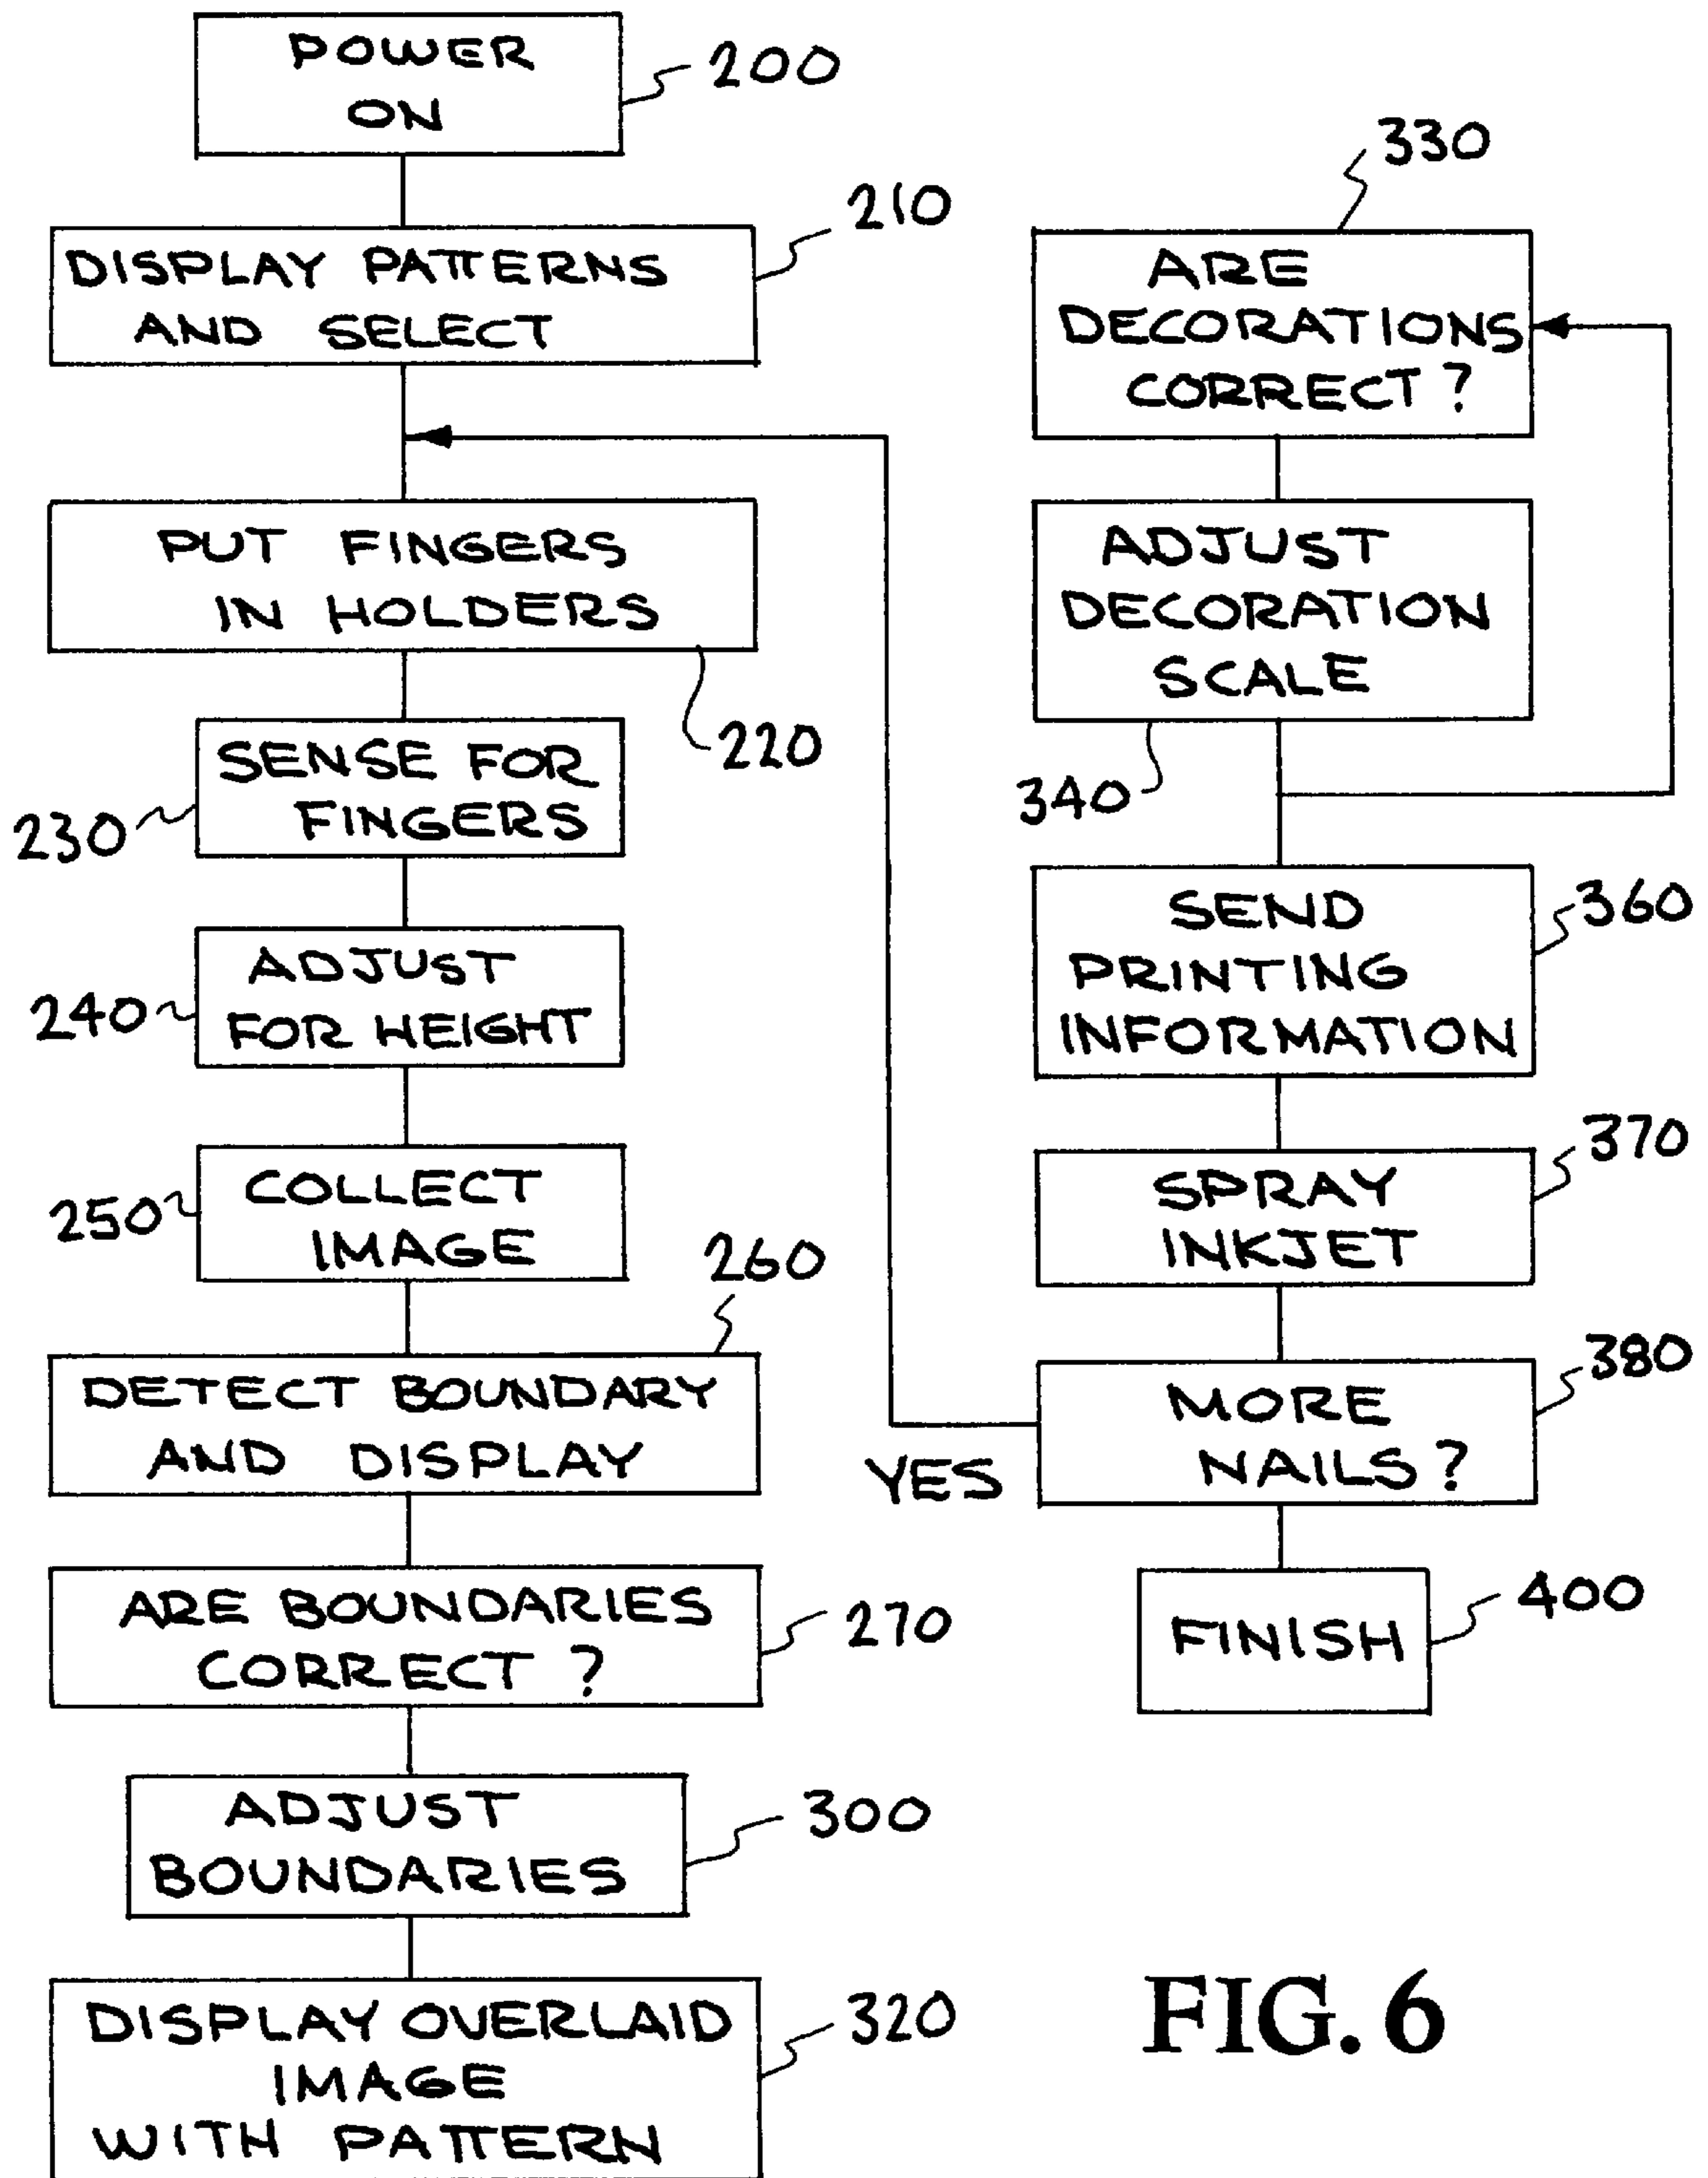 POWER
ON
200
DISPLAY PATTERNS
AND SELECT
210
PUT FINGERS
IN HOLDERS
220
SENSE FOR
FINGERS
230
ADJUST
FOR HEIGHT
240
COLLECT
IMAGE
250
DETECT BOUNDARY
AND DISPLAY
260
ARE BOUNDARIES
CORRECT ?
270
ADJUST
BOUNDARIES
300
DISPLAY OVERLAID
IMAGE
WITH PATTERN
320
330
ARE
DECORATIONS
CORRECT ?
ADJUST
DECORATION
SCALE
340
SEND
PRINTING
INFORMATION
360
SPRAY
INKJET
370
MORE
NAILS ?
380
YES
FINISH
400
FIG. 6